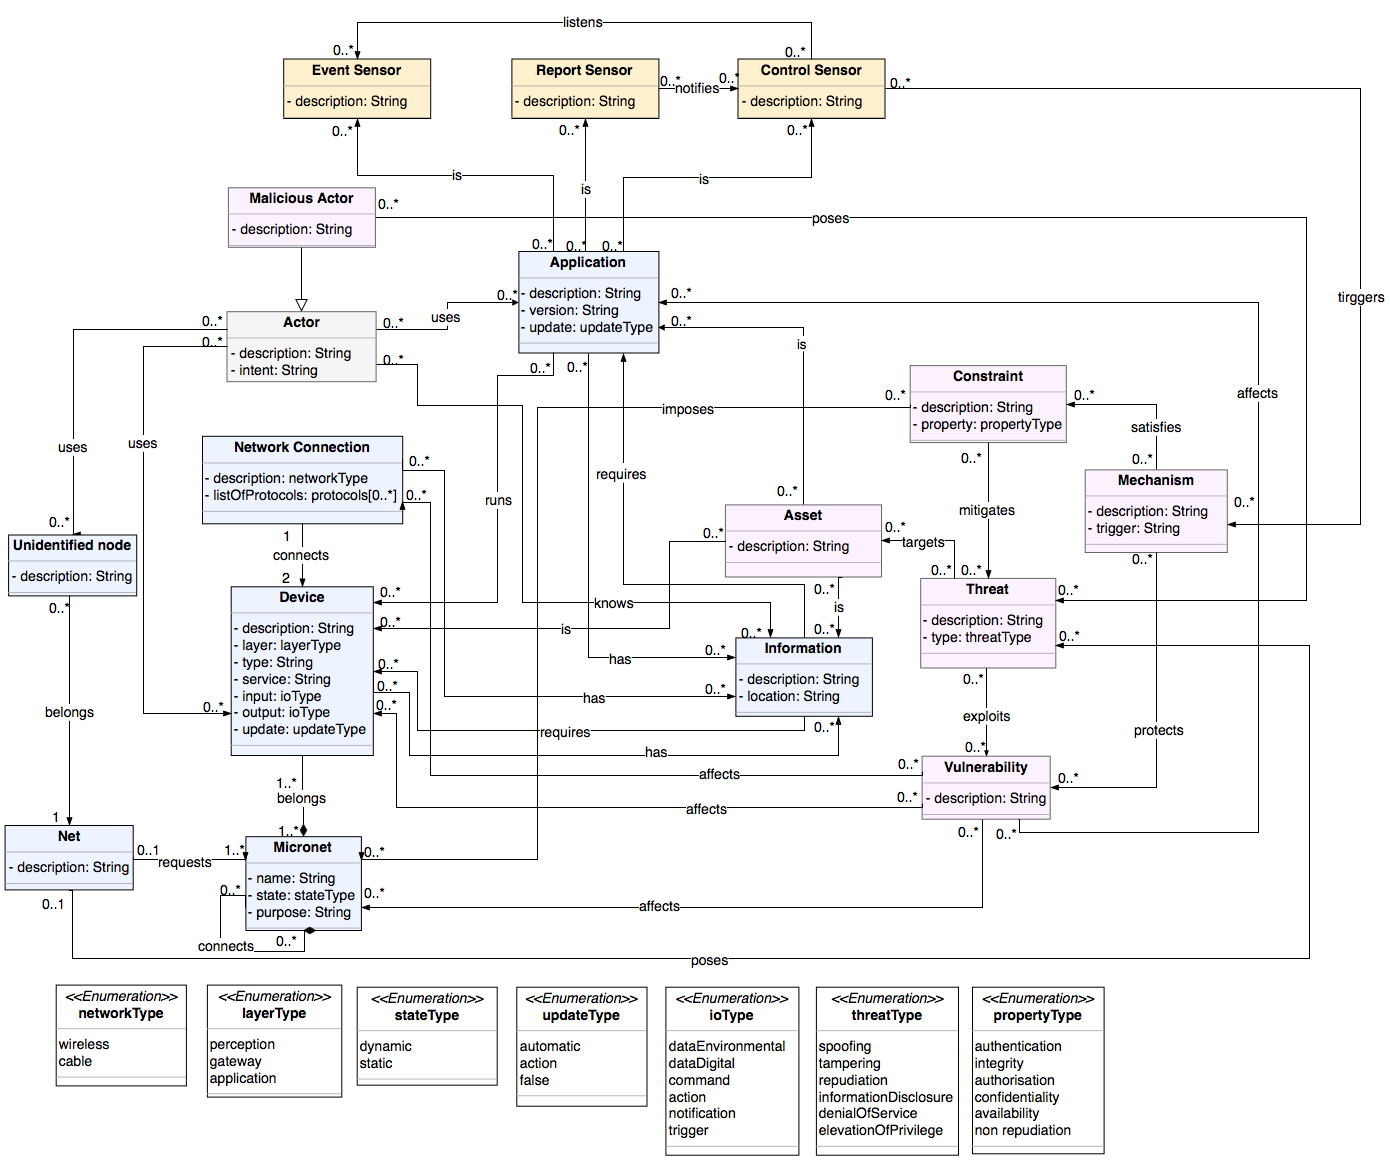 listens
0..*
0..*
Event Sensor
- description: String
Report Sensor
- description: String
0..*
notifies
0..*
Control Sensor
- description: String
0..*
0..*
0..*
0..*
is
is
is
Malicious Actor
- description: String
0..*
poses
0..*
0..*
0..*
Application
- description: String
- version: String
- update: updateType
0..*
0..*
0..*
tirggers
0..*
uses
0..*
0..*
Actor
- description: String
- intent: String
0..*
0..*
is
0..*
0..*
Constraint
- description: String
- property: propertyType
0..*
0..*
affects
imposes
satisfies
uses
uses
Network Connection
- description: networkType
- listOfProtocols: protocols[0..*]
0..*
0..*
requires
runs
0..*
0..*
Mechanism
- description: String
- trigger: String
0..*
0..*
Asset
- description: String
0..*
0..*
0..*
mitigates
targets
0..*
0..*
0..*
Unidentified node
- description: String
0..*
1
connects
2
Device
- description: String
- layer: layerType
- type: String
- service: String
- input: ioType
- output: ioType
- update: updateType
0..*
0..*
0..*
0..*
0..*
0..*
knows
is
0..*
is
0..*
0..*
Information
- description: String
- location: String
0..*
0..*
0..*
has
has
requires
has
Threat
- description: String
- type: threatType
0..*
0..*
0..*
exploits
0..*
protects
belongs
affects
0..*
affects
0..*
Vulnerability
- description: String
0..*
0..*
0..*
1..*
belongs
1..*
1
Net
- description: String
0..1
requests
1..*
Micronet
- name: String
- state: stateType
- purpose: String
0..*
0..*
0..*
affects
0..1
connects
0..*
poses
<<Enumeration>>
networkType
wireless
cable
<<Enumeration>>
layerType
perception
gateway
application
<<Enumeration>>
stateType
dynamic
static
<<Enumeration>>
updateType
automatic
action
false
<<Enumeration>>
ioType
dataEnvironmental
dataDigital
command
action
notification
trigger
<<Enumeration>>
threatType
spoofing
tampering
repudiation
informationDisclosure
denialOfService
elevationOfPrivilege
<<Enumeration>>
propertyType
authentication
integrity
authorisation
confidentiality
availability
non repudiation